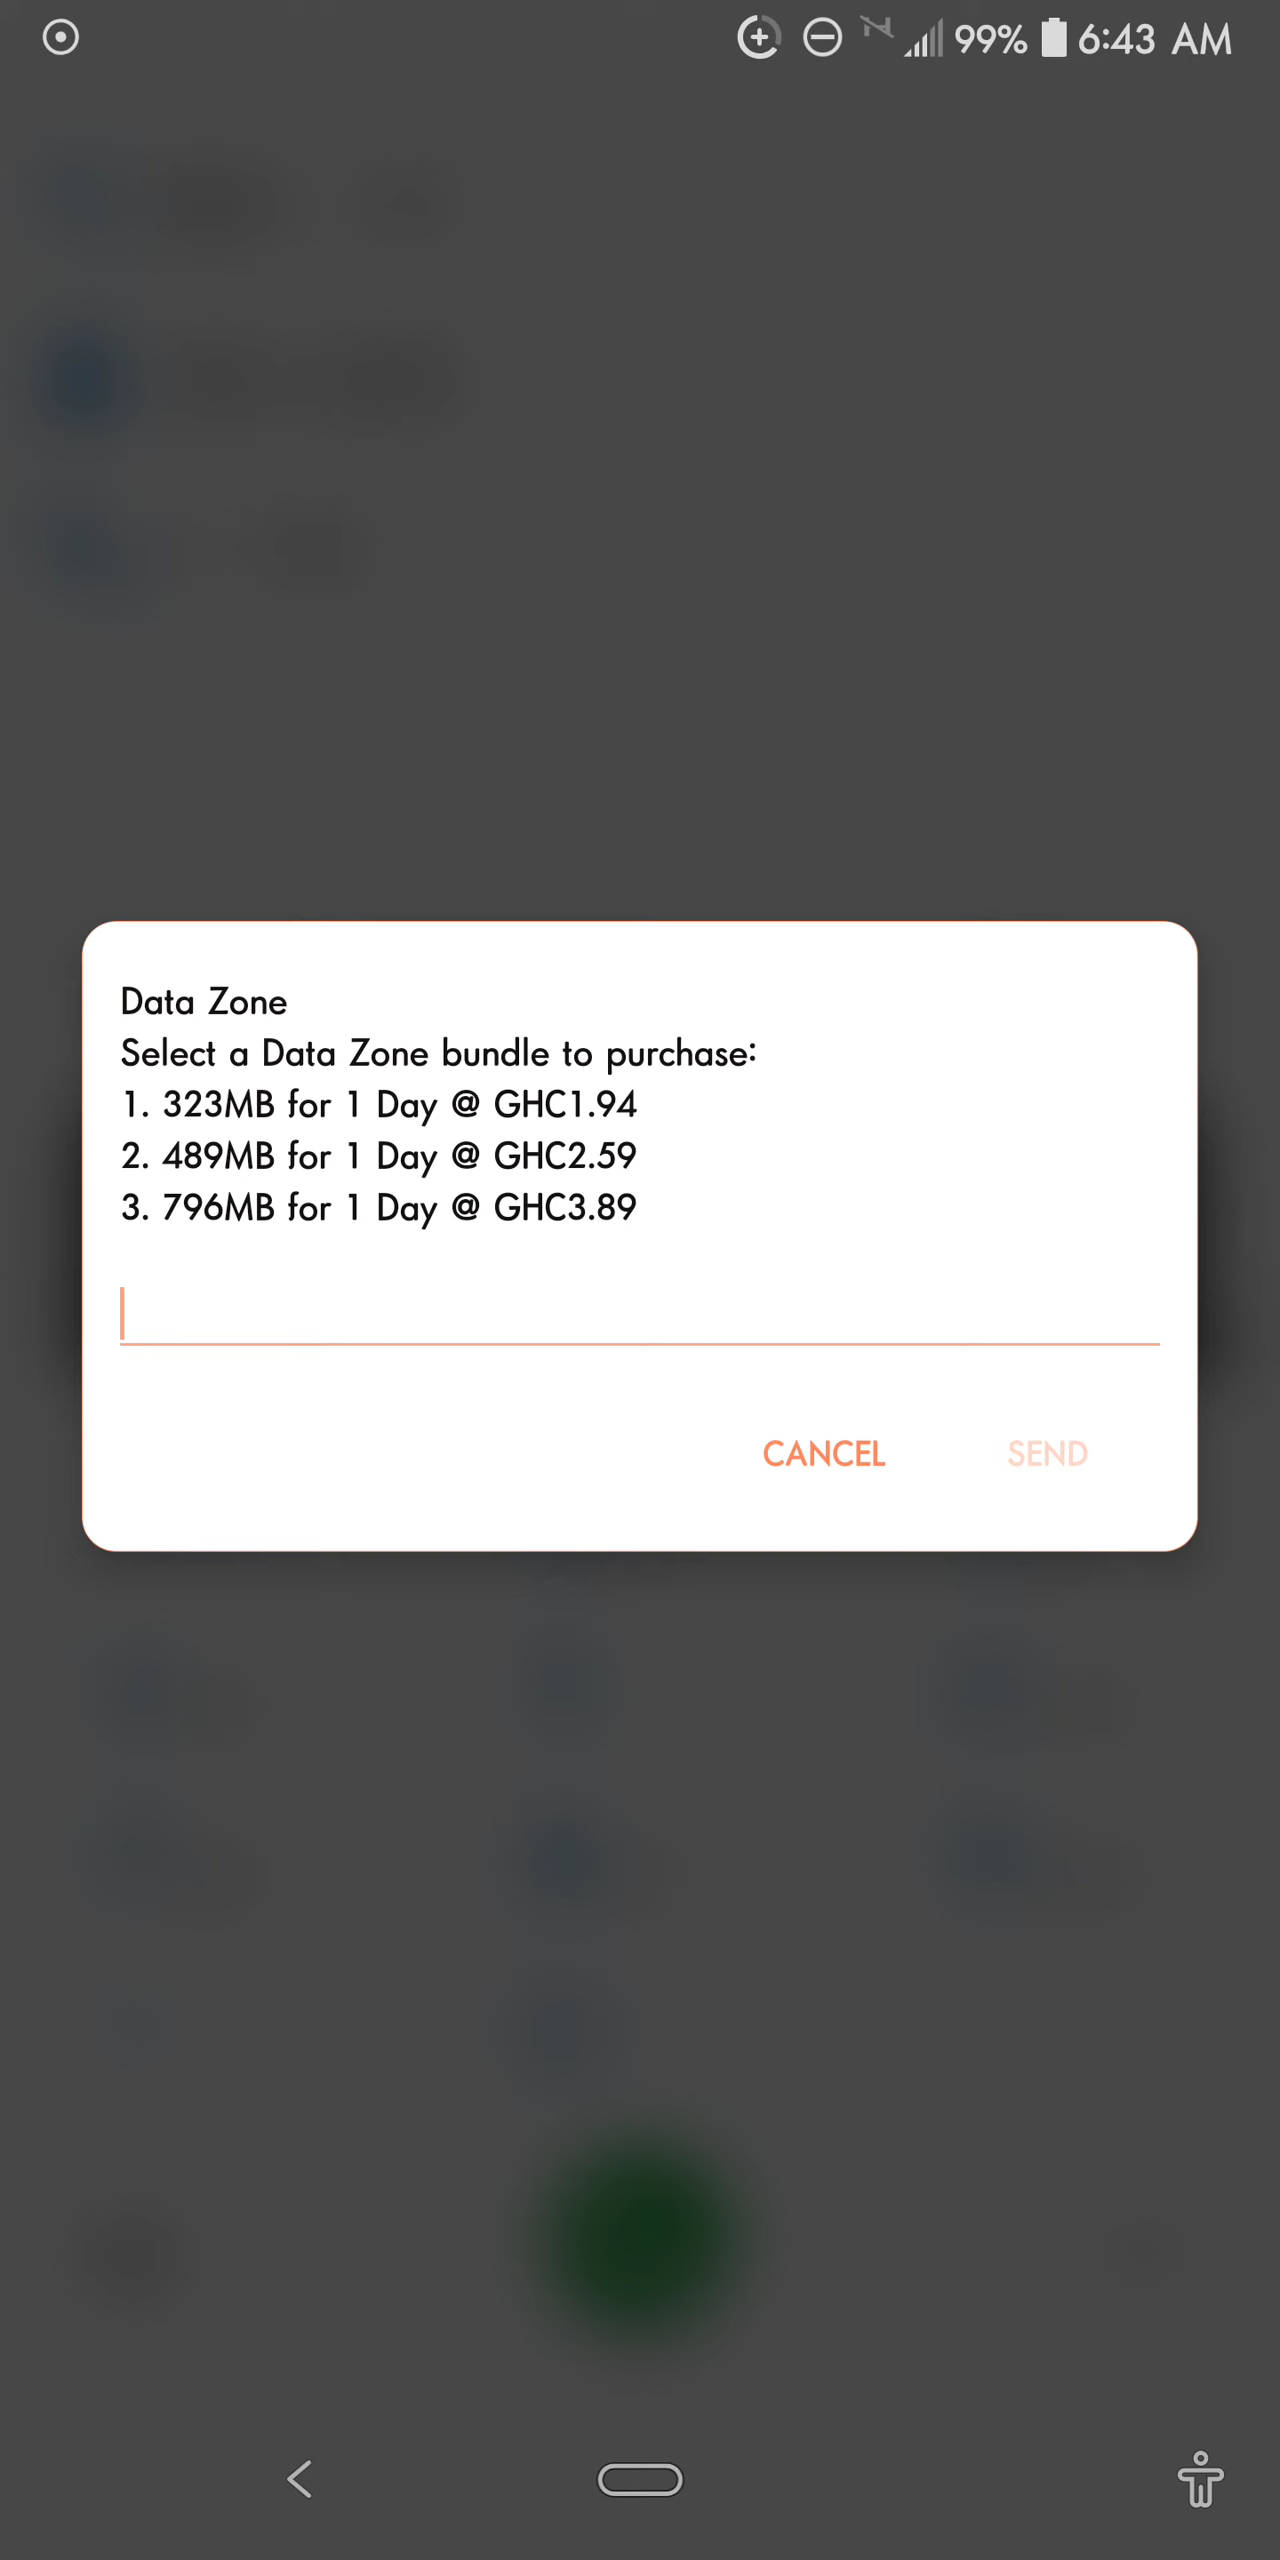 99% 6:43 AM
Data Zone
Select a Data Zone bundle to purchase:
1. 323MB for 1 Day @ GHC1.94
2. 489MB for 1 Day @ GHC2.59
3. 796MB for 1 Day @ GHC3.89
CANCEL SEND